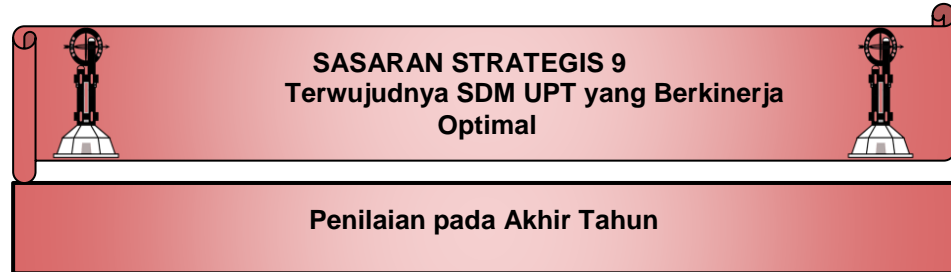 SASARAN STRATEGIS 9
Terwujudnya SDM UPT yang Berkinerja
Optimal
Penilaian pada Akhir Tahun